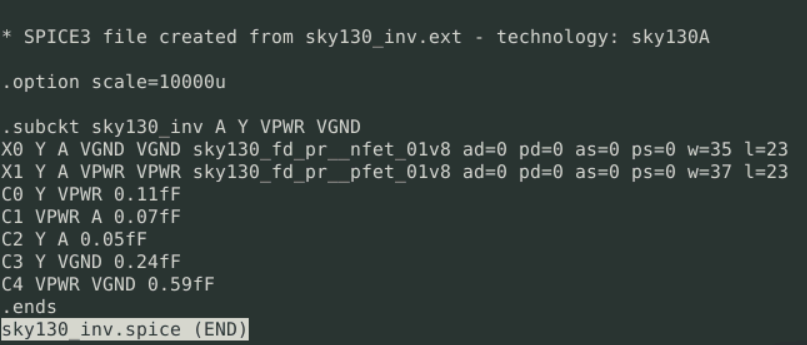 * SPICE3 file created from sky130_inv.ext - technology: sky130A
.option scale=10000u
.subckt sky130_inv A Y VPWR VGND
X0 Y A VGND VGND sky130_fd_pr__nfet_01v8 ad=0 pd=0 as=0 ps=0 w=35 l=23
X1 Y A VPWR VPWR sky130_fd_pr__pfet_01v8 ad=0 pd=0 as=0 ps=0 w=37 l=23
C0 Y VPWR 0.11fF
C1 VPWR A 0.07fF
C2 Y A 0.05fF
C3 Y VGND 0.24fF
C4 VPWR VGND 0.59fF
.ends
sky130_inv.spice (END)